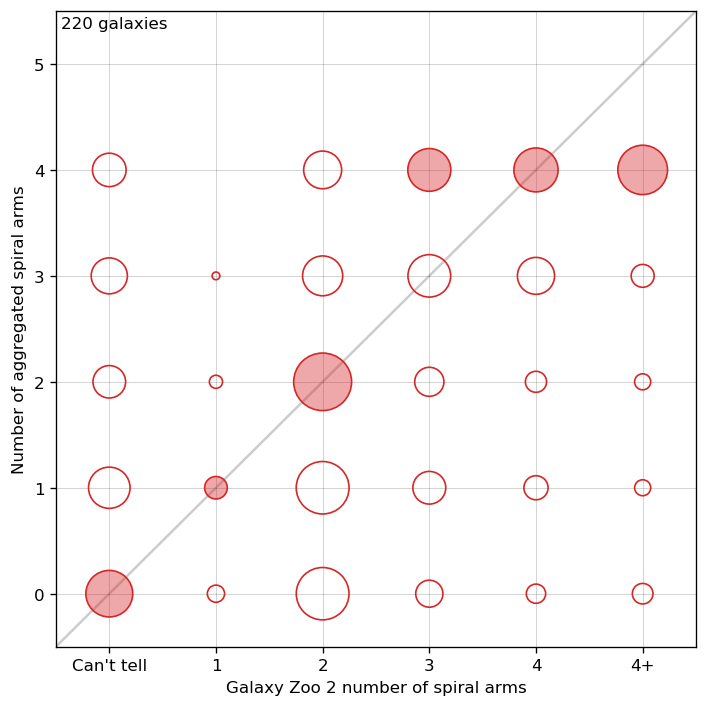 220 galaxies
5
4
3
2
1
0
Number of aggregated spiral arms
Can't tell 1 2 3 4 4+
Galaxy Zoo 2 number of spiral arms